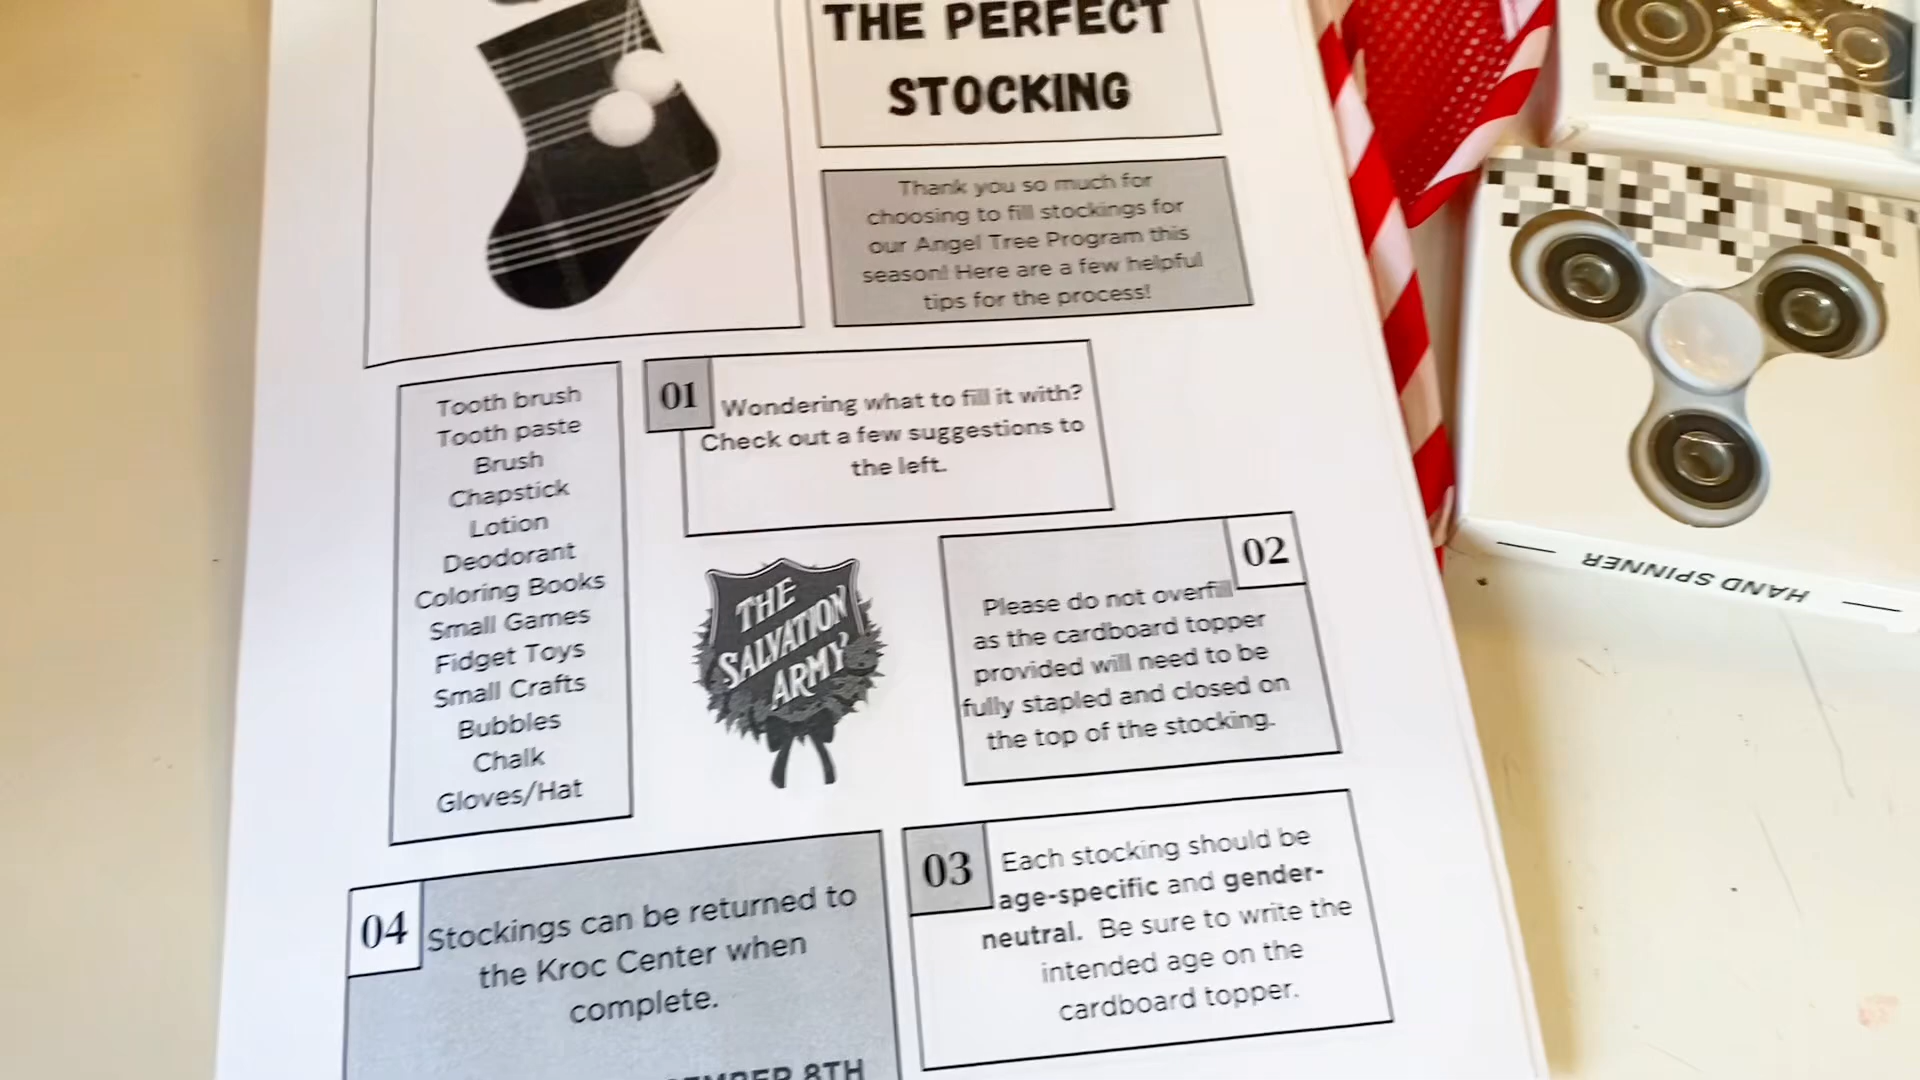 THE PERFECT
STOCKING
Thank you so much for
choosing to fill stockings for
our Angel Tree Program this
season! Here are a few helpful
tips for the process!
01
Wondering what to fill it with?
Check out a few suggestions to
the left.
Tooth brush
Tooth paste
Brush
Chapstick
Lotion
Deodorant
Coloring Books
Small Games
Fidget Toys
Small Crafts
Bubbles
Chalk
Gloves/Hat
THE
SALVATION
ARMY
02
Please do not overfill
as the cardboard topper
provided will need to be
fully stapled and closed on
the top of the stocking.
03
Each stocking should be
age-specific and gender-
neutral. Be sure to write the
intended age on the
cardboard topper.
04
Stockings can be returned to
the Kroc Center when
complete.
8TH
HAND SPINNER